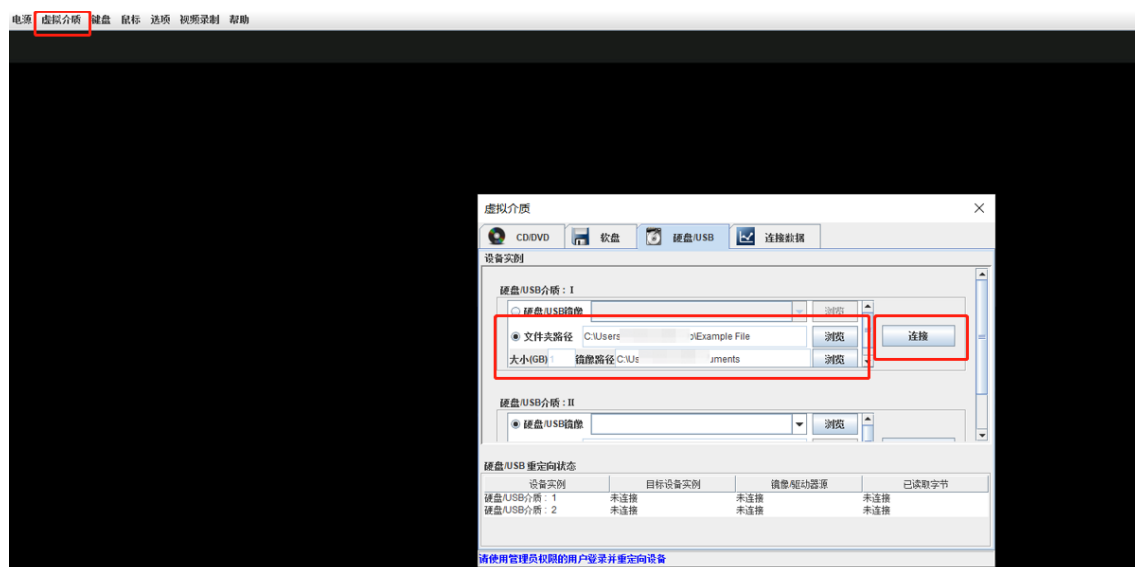 电源 虚拟介质 键盘 鼠标 选项 视频录制 帮助
虚拟介质
CD/DVD 软盘 硬盘/USB 连接数据
设备实例
硬盘/USB介质：I
硬盘/USB镜像 浏览
文件夹路径 C:\Users \Example File 浏览 连接
大小(GB) 1 镜像路径 C:\Us uments 浏览
硬盘/USB介质：II
硬盘/USB镜像 浏览
硬盘/USB 重定向状态
设备实例 目标设备实例 镜像/驱动器源 已读取字节
硬盘/USB介质：1 未连接 未连接 未连接
硬盘/USB介质：2 未连接 未连接 未连接
请使用管理员权限的用户登录并重定向设备